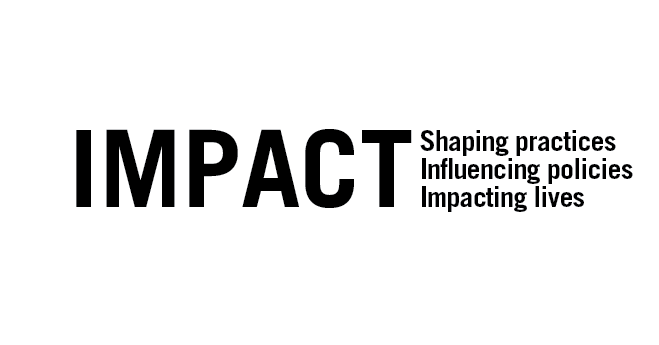 IMPACT
Shaping practices
Influencing policies
Impacting lives